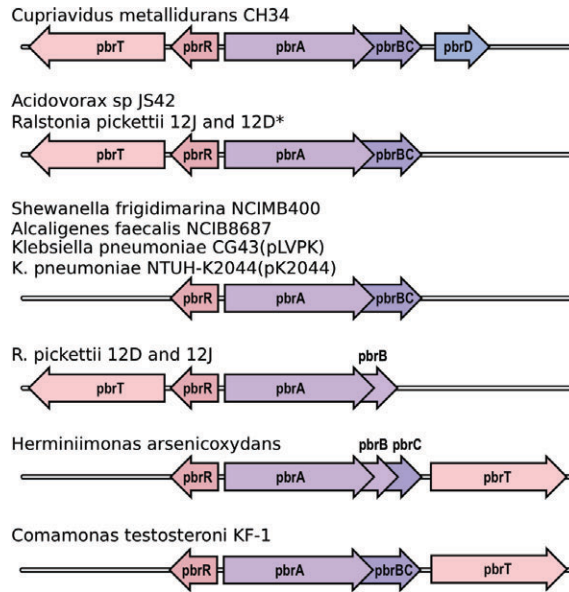 Cupriavidus metallidurans CH34
pbrT pbrR pbrA pbrBC pbrD
Acidovorax sp JS42
Ralstonia pickettii 12J and 12D*
pbrT pbrR pbrA pbrBC
Shewanella frigidimarina NCIMB400
Alcaligenes faecalis NCIB8687
Klebsiella pneumoniae CG43(pLVPK)
K. pneumoniae NTUH-K2044(pK2044)
pbrR pbrA pbrBC
R. pickettii 12D and 12J pbrB
pbrT pbrR pbrA
Herminiimonas arsenicoxydans pbrB pbrC
pbrR pbrA pbrT
Comamonas testosteroni KF-1
pbrR pbrA pbrBC pbrT